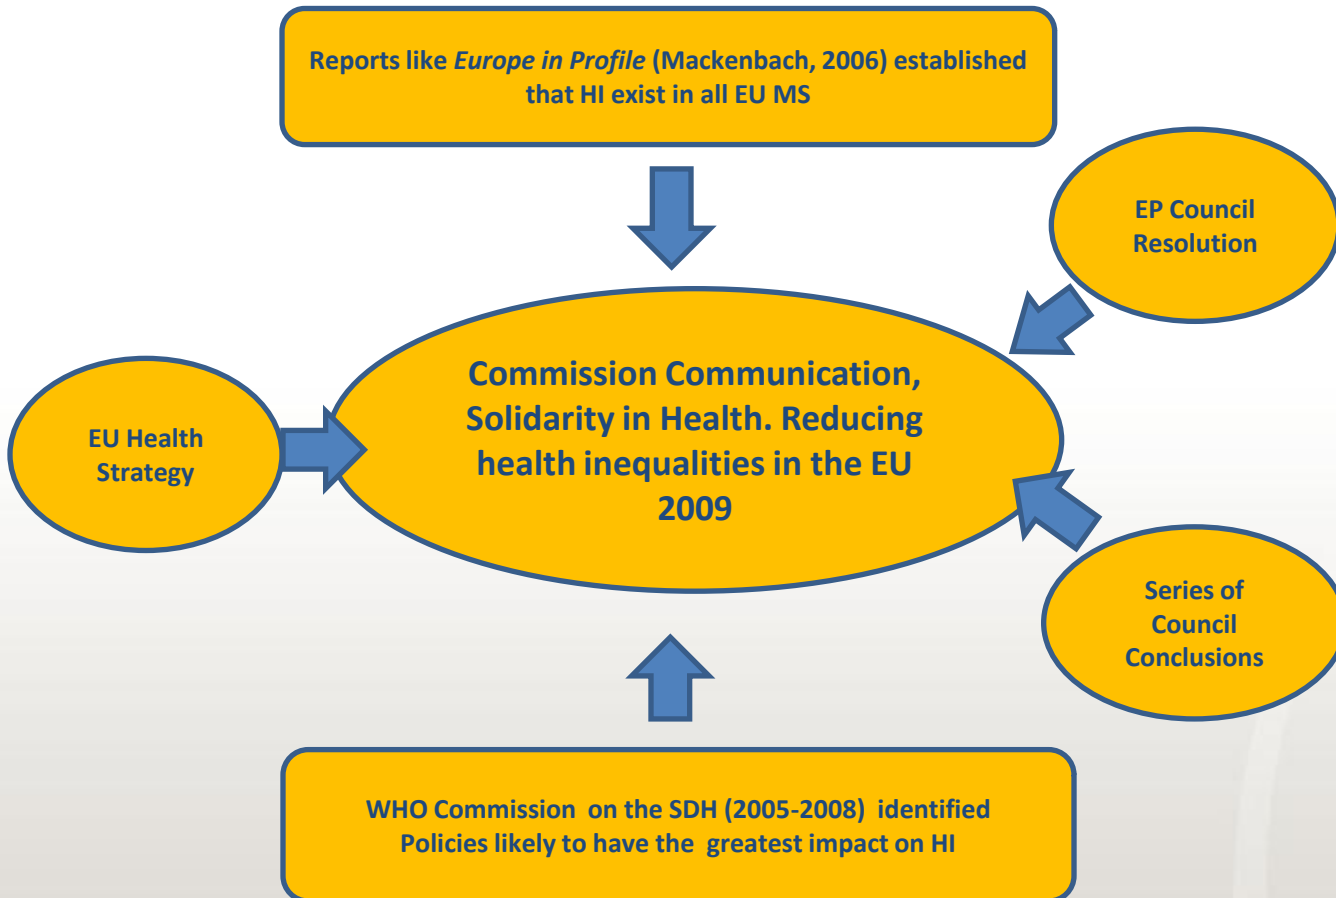 Reports like Europe in Profile (Mackenbach, 2006) established
that HI exist in all EU MS
EP Council
Resolution
Commission Communication,
Solidarity in Health. Reducing
health inequalities in the EU
2009
EU Health
Strategy
Series of
Council
Conclusions
WHO Commission on the SDH (2005-2008) identified
Policies likely to have the greatest impact on HI